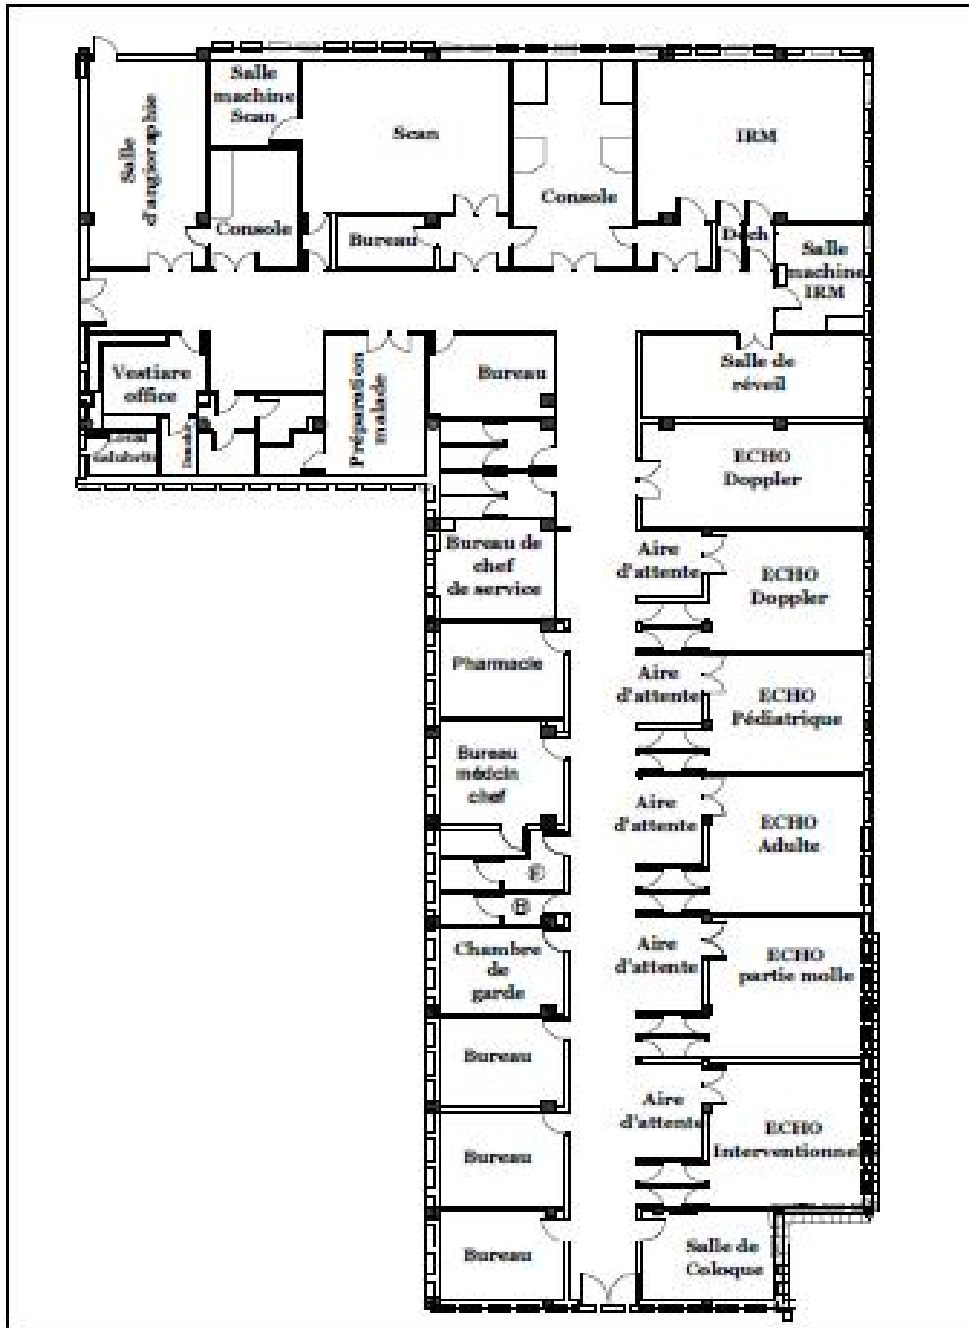 Salle
d'angioraphie
Salle
machine
Scan
Scan
IRM
Console
Console
Bureau
Dech
Salle
machine
IRM
Vestiare
office
Préparation
malade
Bureau
Salle de
réveil
Local
ECHO
Doppler
Bureau de
chef
de service
Aire
d'attente
ECHO
Doppler
Pharmacie
Aire
d'attente
ECHO
Pédiatrique
Bureau
médcin
chef
Aire
d'attente
ECHO
Adulte
F
H
Chambre
de
garde
Aire
d'attente
ECHO
partie molle
Bureau
Aire
d'attente
ECHO
Interventionnel
Bureau
Bureau
Salle de
Coloque